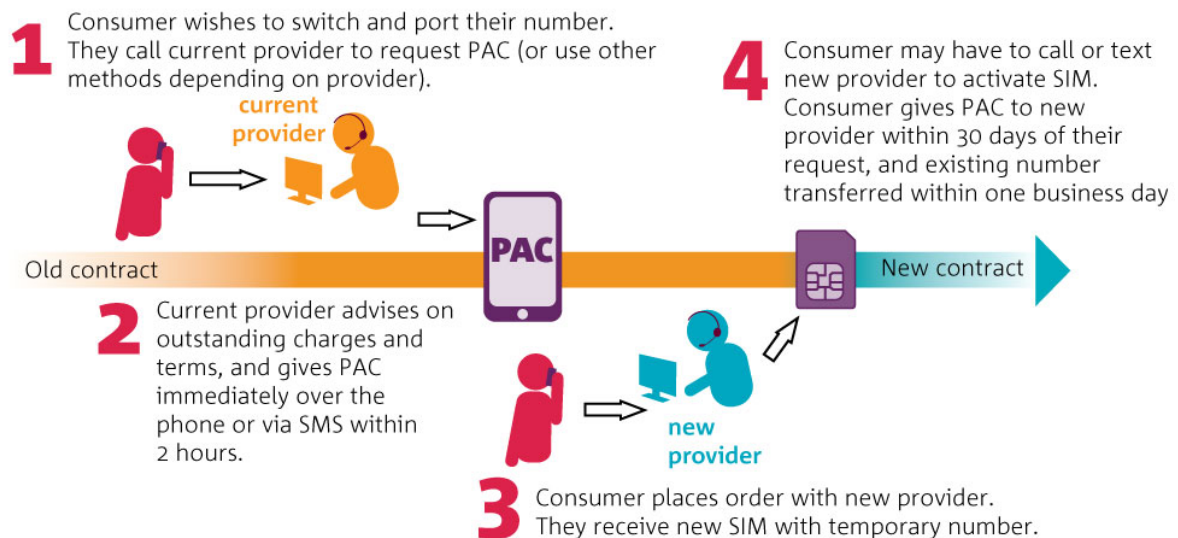 1
Consumer wishes to switch and port their number.
They call current provider to request PAC (or use other
methods depending on provider).
current
provider
4
Consumer may have to call or text
new provider to activate SIM.
Consumer gives PAC to new
provider within 30 days of their
request, and existing number
transferred within one business day
PAC
Old contract
New contract
2
Current provider advises on
outstanding charges and
terms, and gives PAC
immediately over the
phone or via SMS within
2 hours.
new
provider
3
Consumer places order with new provider.
They receive new SIM with temporary number.